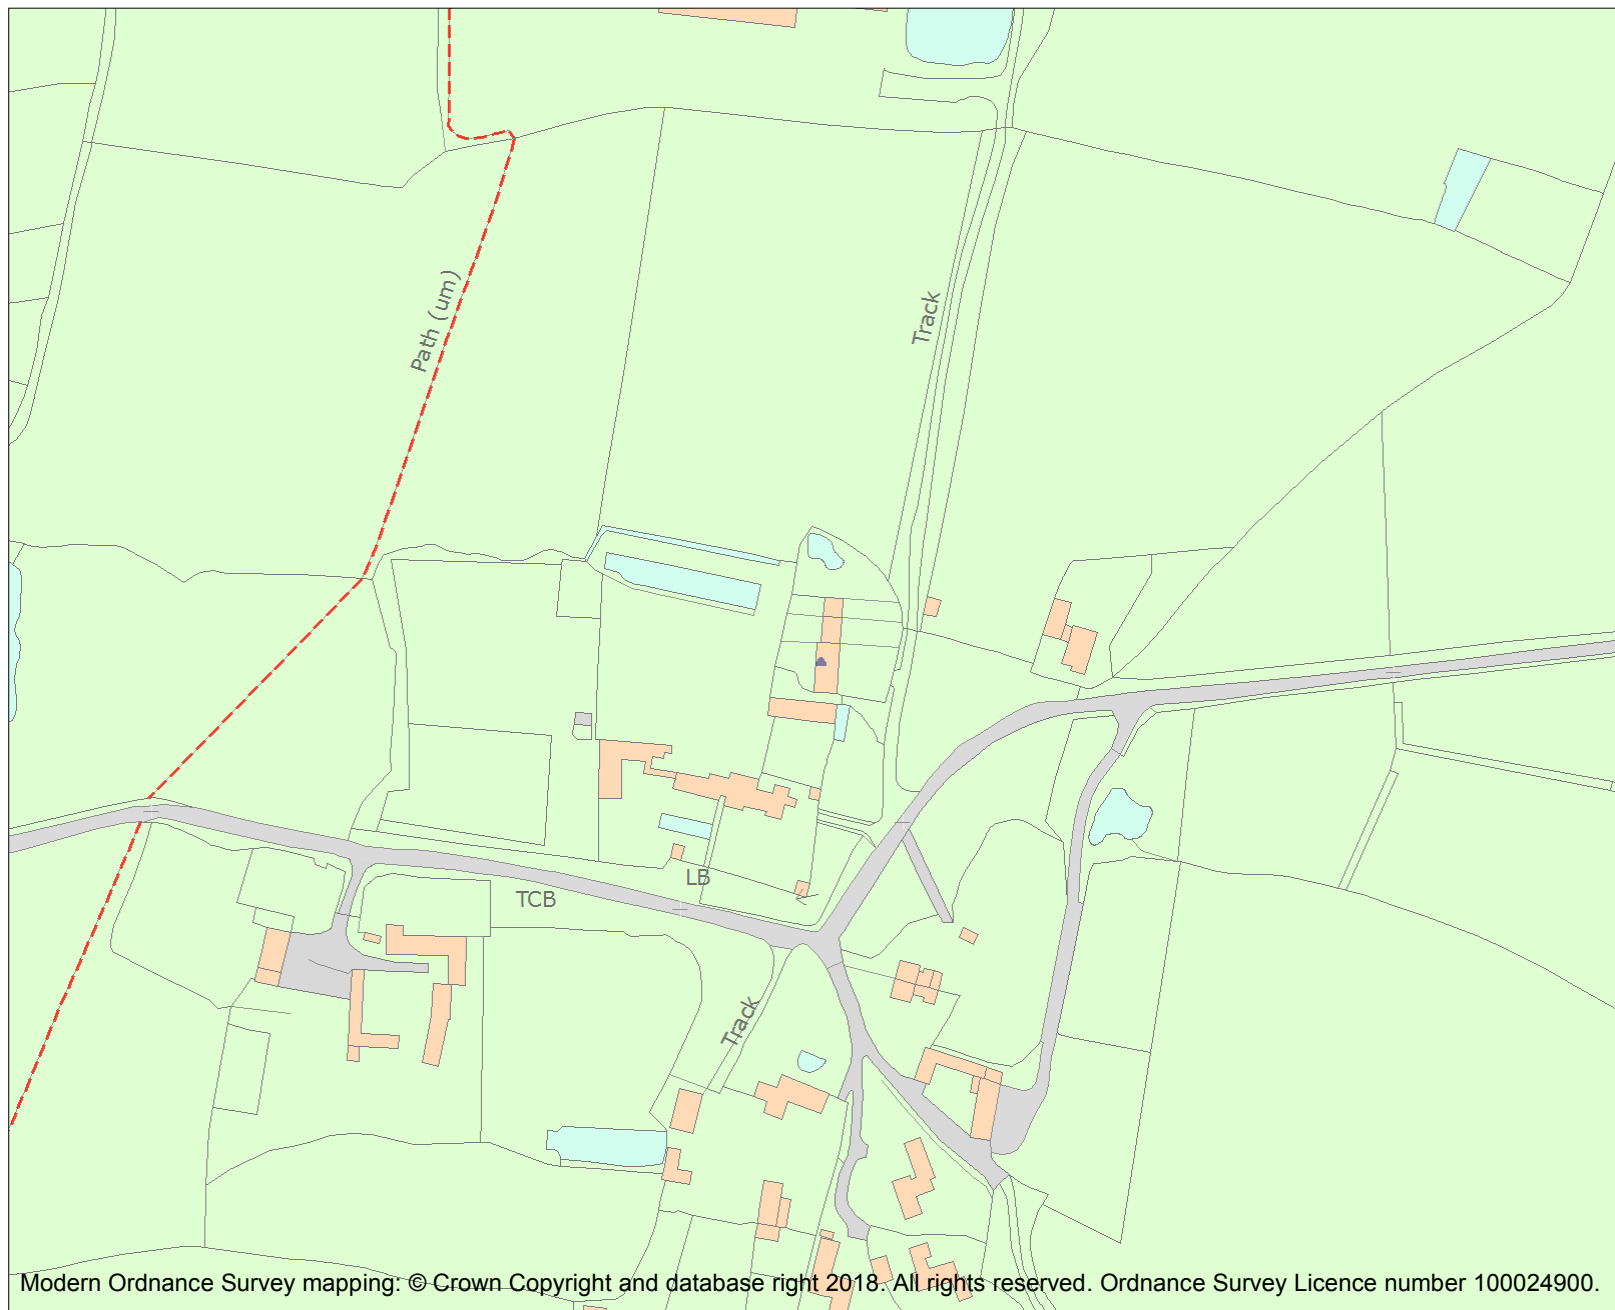 Path (um)
Track
LB
TCB
Track
Modern Ordnance Survey mapping: © Crown Copyright and database right 2018. All rights reserved. Ordnance Survey Licence number 100024900.